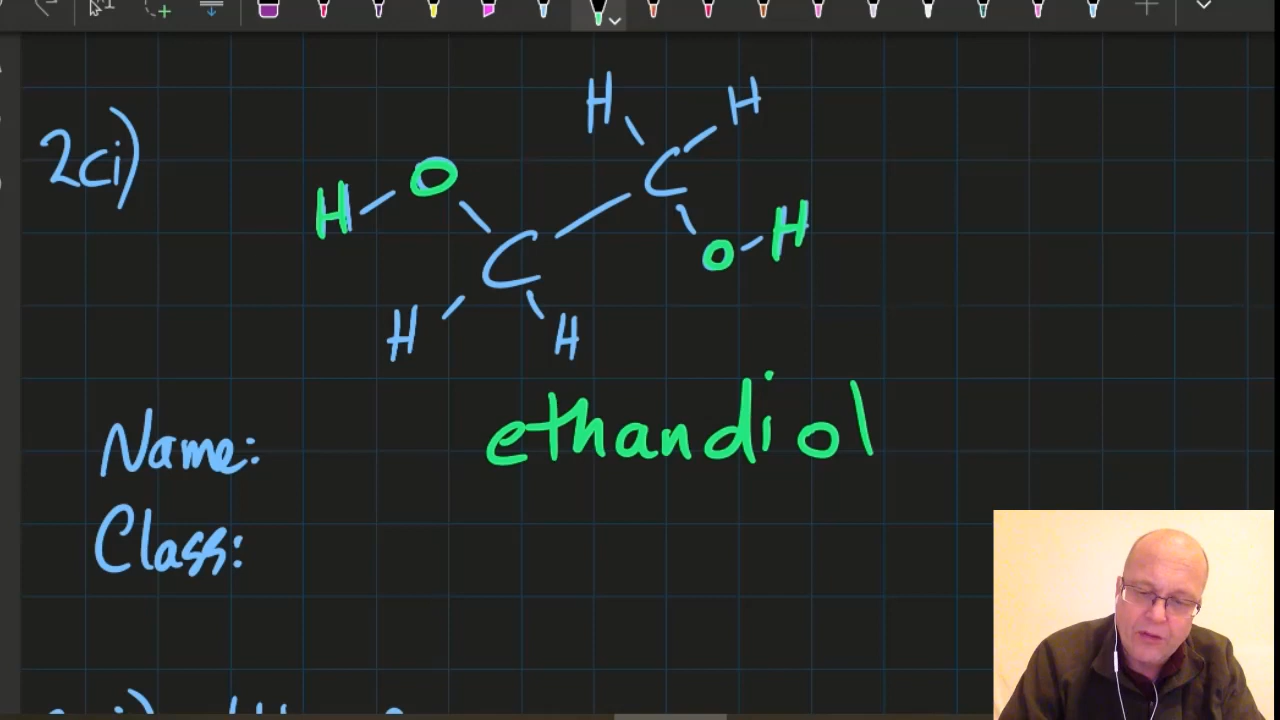 2ci)
H H
H O C
C O H
H H
Name: ethandiol
Class: